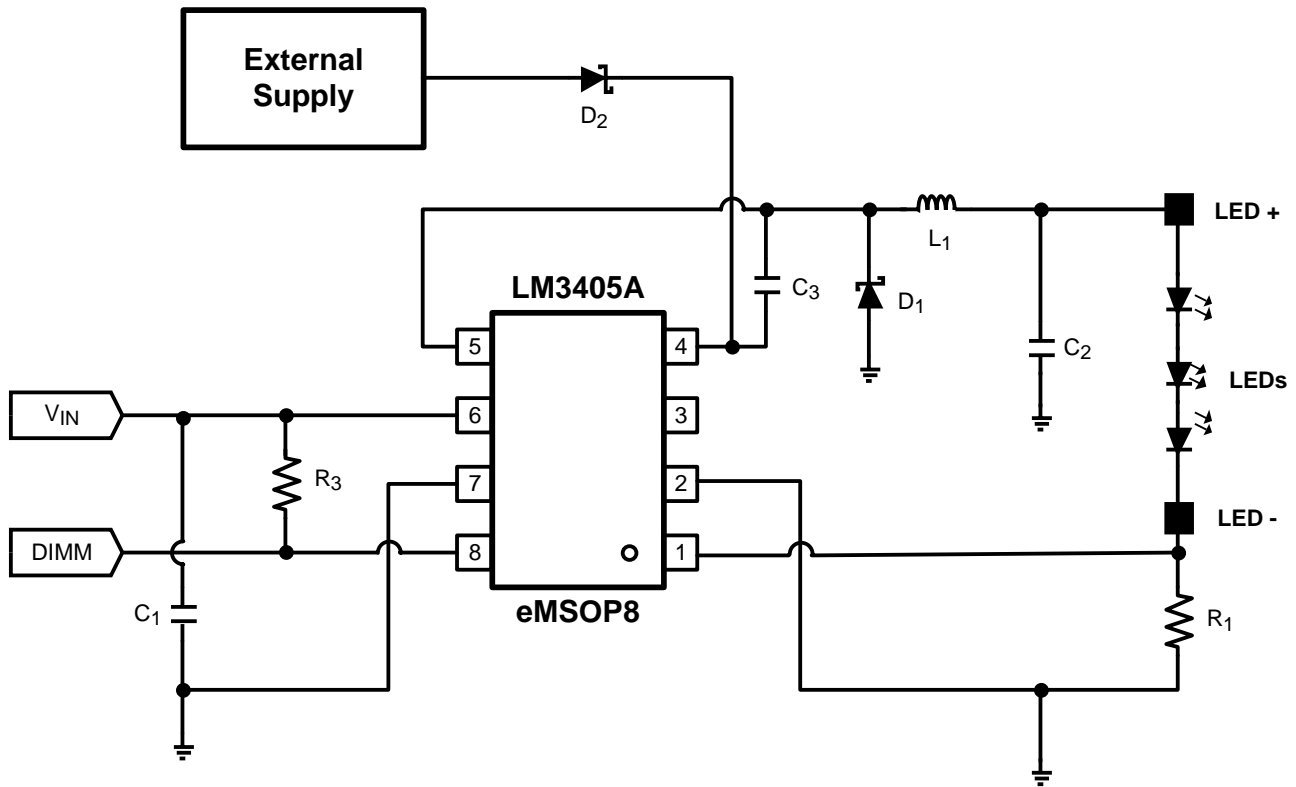 External
Supply
D2
LED +
L1
LM3405A
C3
D1
C2
5
4
LEDs
VIN
6
3
R3
7
2
LED -
DIMM
8
1
C1
eMSOP8
R1